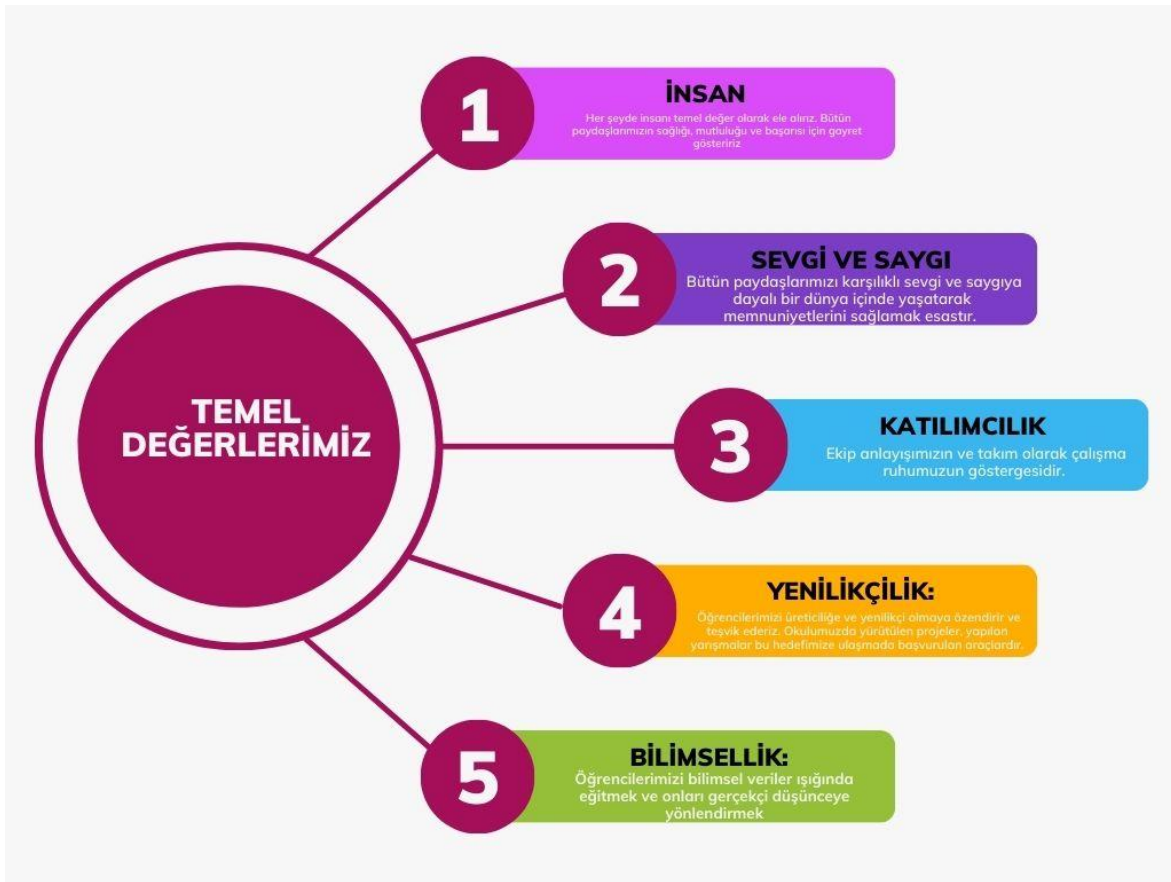 1
İNSAN
Her şeyde insanı temel değer olarak ele alırız. Bütün
paydaşlarımızın sağlığı, mutluluğu ve başarısı için gayret
gösteririz
2
SEVGİ VE SAYGI
Bütün paydaşlarımızı karşılıklı sevgi ve saygıya
dayalı bir dünya içinde yaşatarak
memnuniyetlerini sağlamak esastır.
TEMEL
DEĞERLERİMİZ
3
KATILIMCILIK
Ekip anlayışımızın ve takım olarak çalışma
ruhumuzun göstergesidir.
4
YENİLİKÇİLİK:
Öğrencilerimizi üreticiliğe ve yenilikçi olmaya özendirir ve
teşvik ederiz. Okulumuzda yürütülen projeler, yapılan
yarışmalar bu hedefimize ulaşmada başvurulan araçlardır.
5
BİLİMSELLİK:
Öğrencilerimizi bilimsel veriler ışığında
eğitmek ve onları gerçekçi düşünceye
yönlendirmek